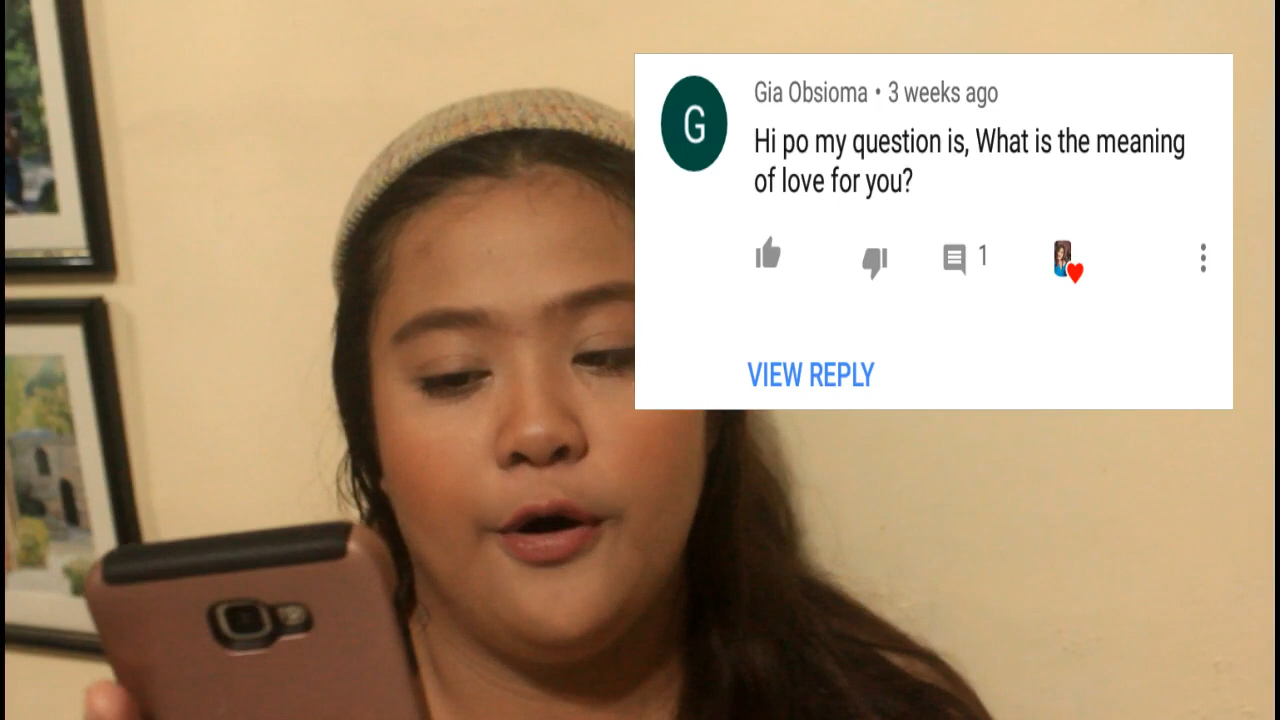 G
Gia Obsioma • 3 weeks ago
Hi po my question is, What is the meaning
of love for you?
1
VIEW REPLY